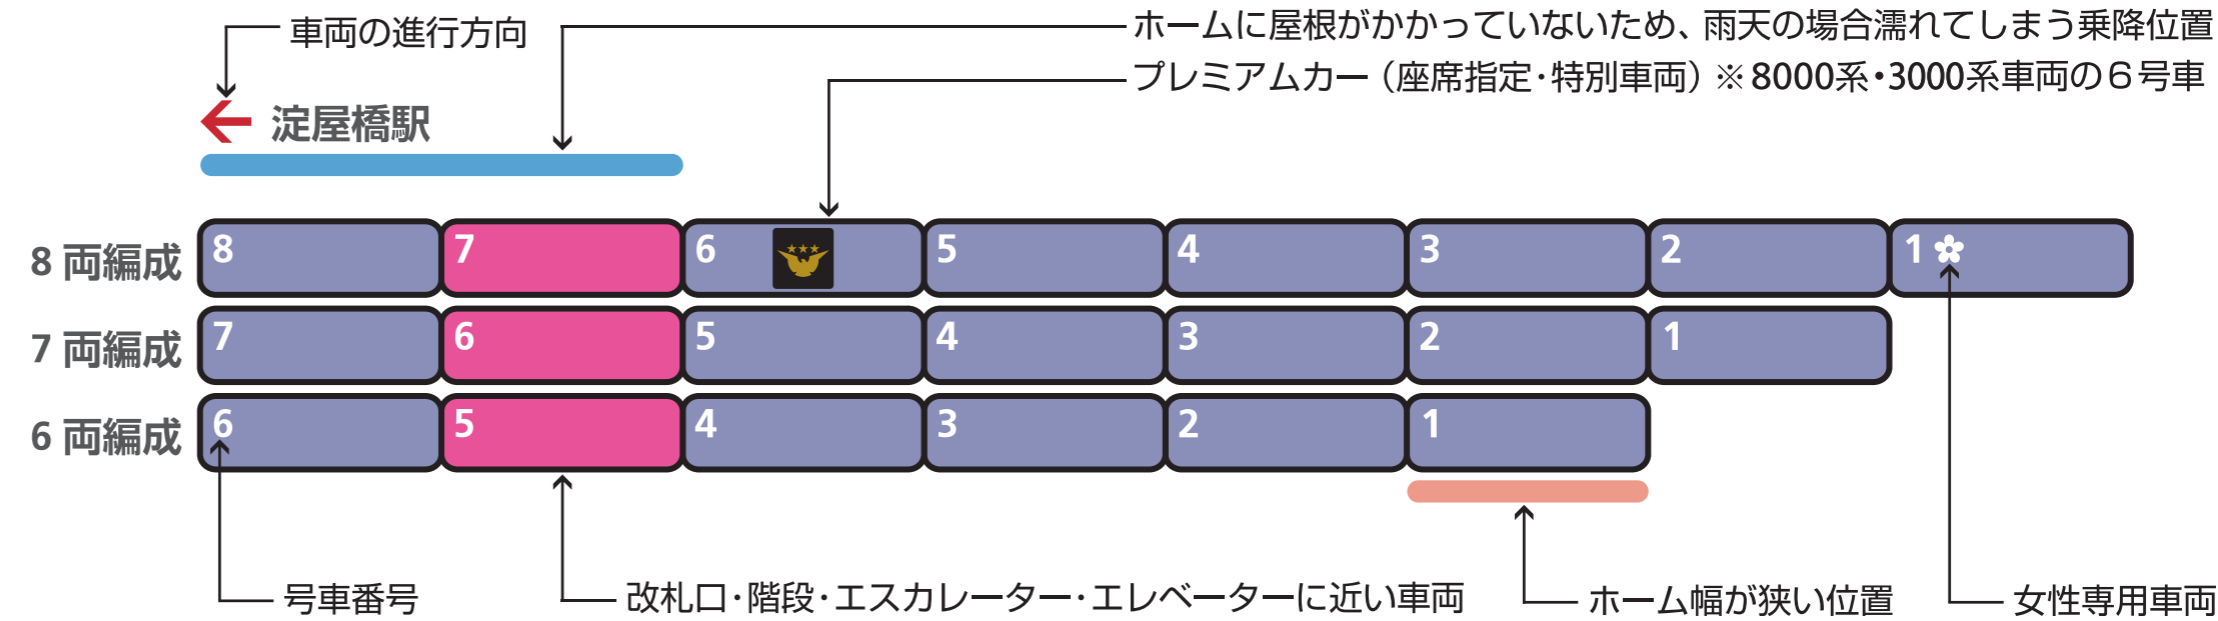 車両の進行方向
ホームに屋根がかかっていないため、雨天の場合濡れてしまう乗降位置
プレミアムカー（座席指定・特別車両）※8000系・3000系車両の６号車
淀屋橋駅
8 両編成 8 7 6 5 4 3 2 1
7 両編成 7 6 5 4 3 2 1
6 両編成 6 5 4 3 2 1
号車番号
改札口・階段・エスカレーター・エレベーターに近い車両
ホーム幅が狭い位置
女性専用車両